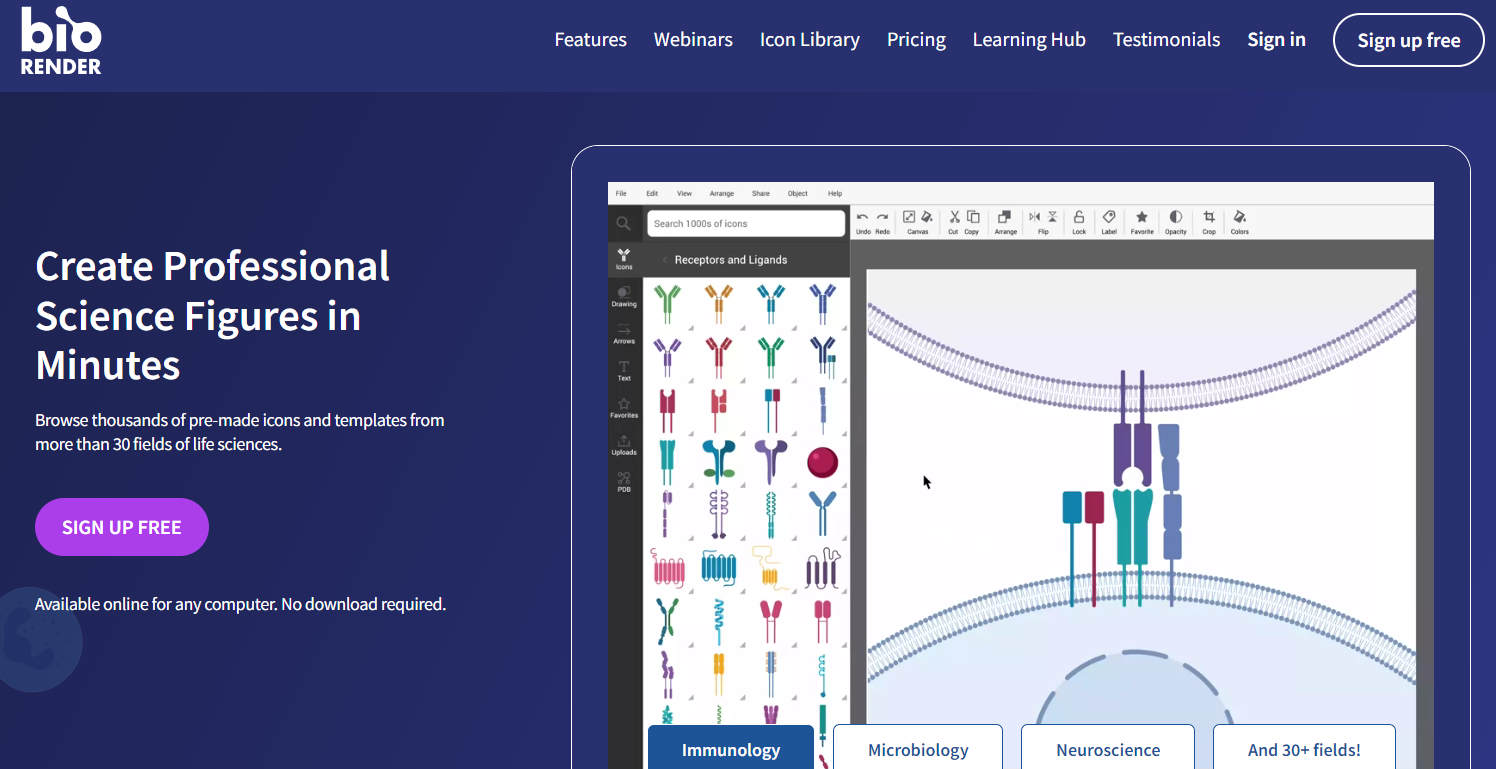 bio
RENDER
Features Webinars Icon Library Pricing Learning Hub Testimonials Sign in Sign up free
Create Professional
Science Figures in
Minutes
Browse thousands of pre-made icons and templates from
more than 30 fields of life sciences.
SIGN UP FREE
Available online for any computer. No download required.
File Edit View Arrange Share Object Help
Search 1000s of icons
Undo Redo Canvas Cut Copy Arrange Flip Lock Label Favorite Opacity Crop Colors
Receptors and Ligands
Icons
Drawing
Arrows
Text
Favorites
Uploads
PDB
Immunology Microbiology Neuroscience And 30+ fields!